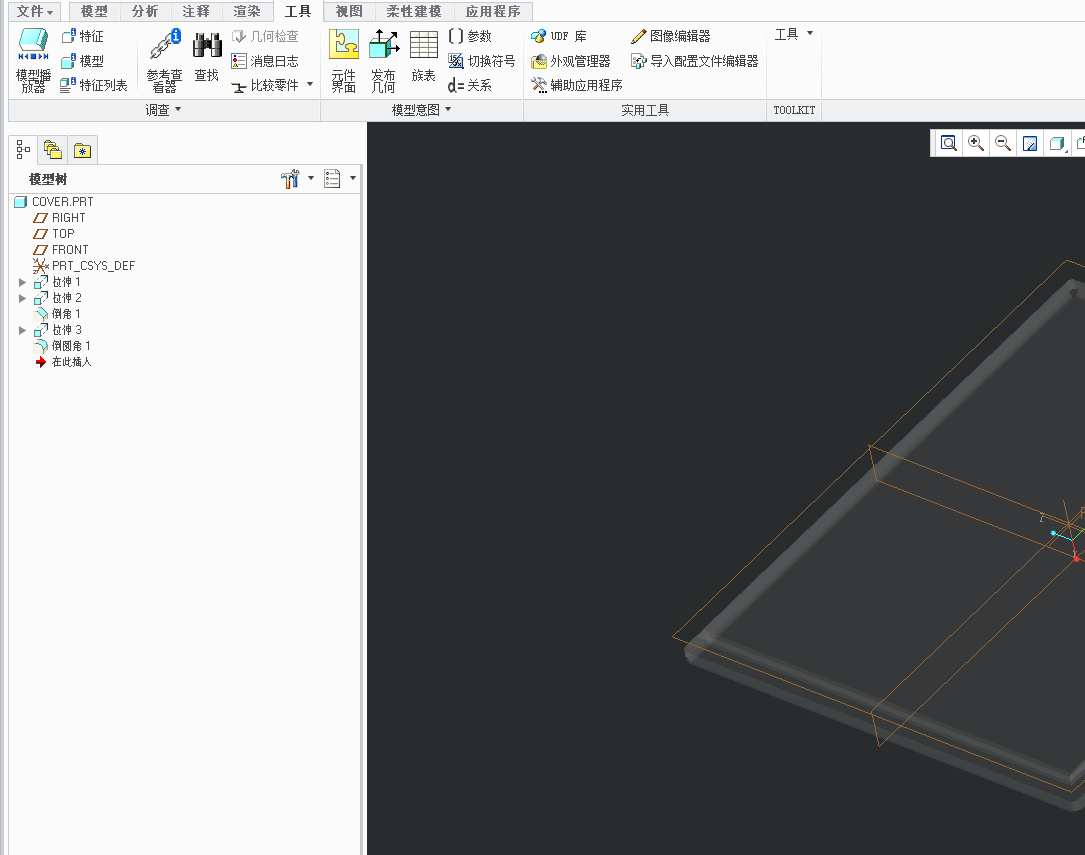 文件 模型 分析 注释 渲染 工具 视图 柔性建模 应用程序
特征 几何检查 参数 UDF 库 图像编辑器 工具
模型 消息日志 切换符号 外观管理器 导入配置文件编辑器
模型播放器 特征列表 参考查看器 查找 比较零件 元件界面 发布几何 族表 d= 关系 辅助应用程序
调查 模型意图 实用工具 TOOLKIT
模型树
COVER.PRT
RIGHT
TOP
FRONT
PRT_CSYS_DEF
拉伸 1
拉伸 2
倒角 1
拉伸 3
倒圆角 1
在此插入
Z